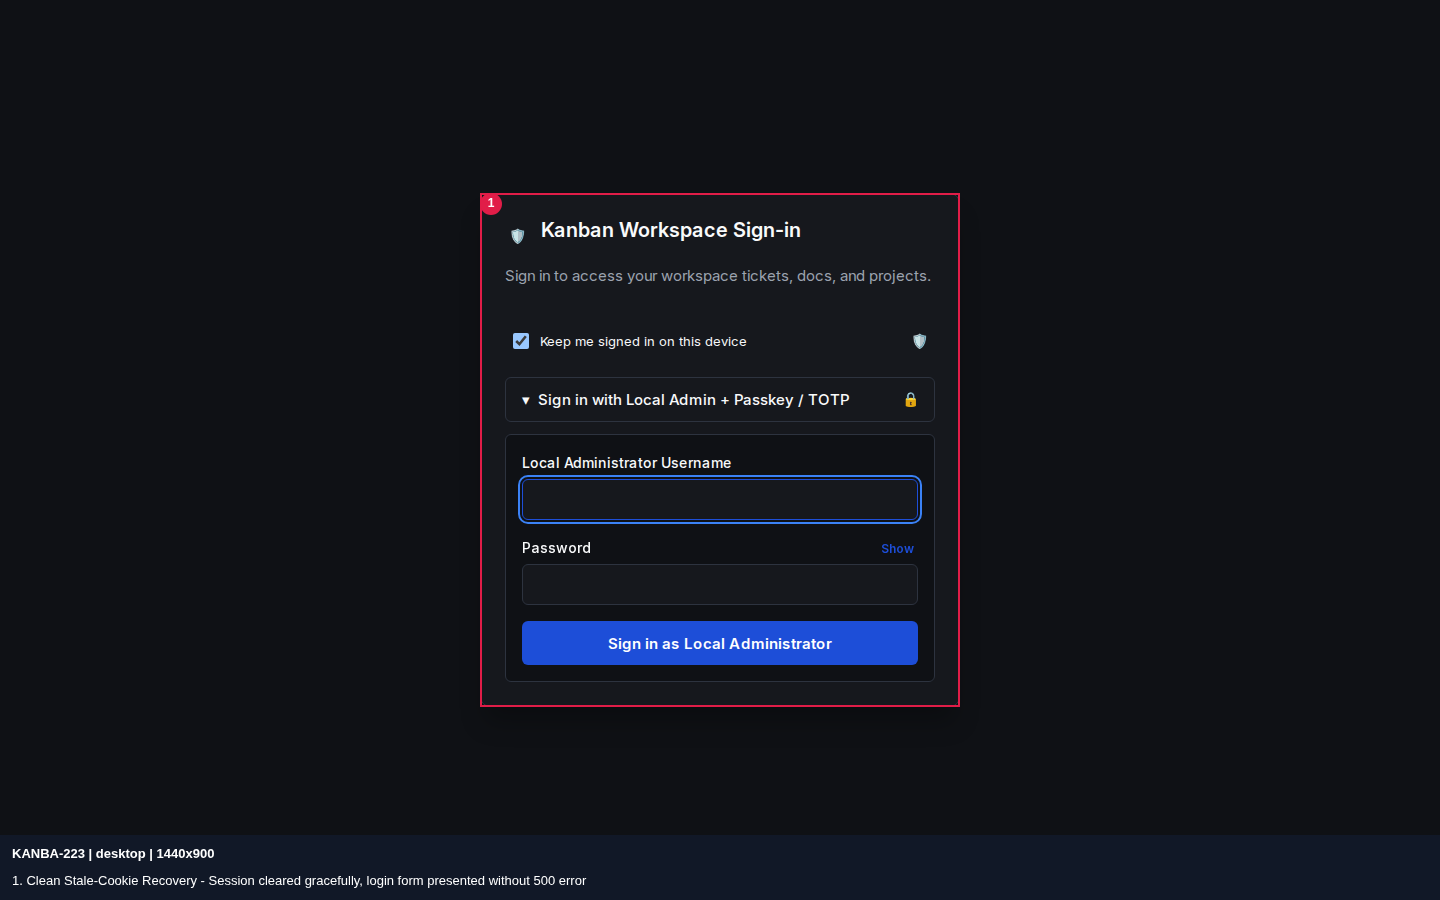 1
Kanban Workspace Sign-in
Sign in to access your workspace tickets, docs, and projects.
Keep me signed in on this device
▾ Sign in with Local Admin + Passkey / TOTP
Local Administrator Username
Password Show
Sign in as Local Administrator
KANBA-223 | desktop | 1440x900
1. Clean Stale-Cookie Recovery - Session cleared gracefully, login form presented without 500 error